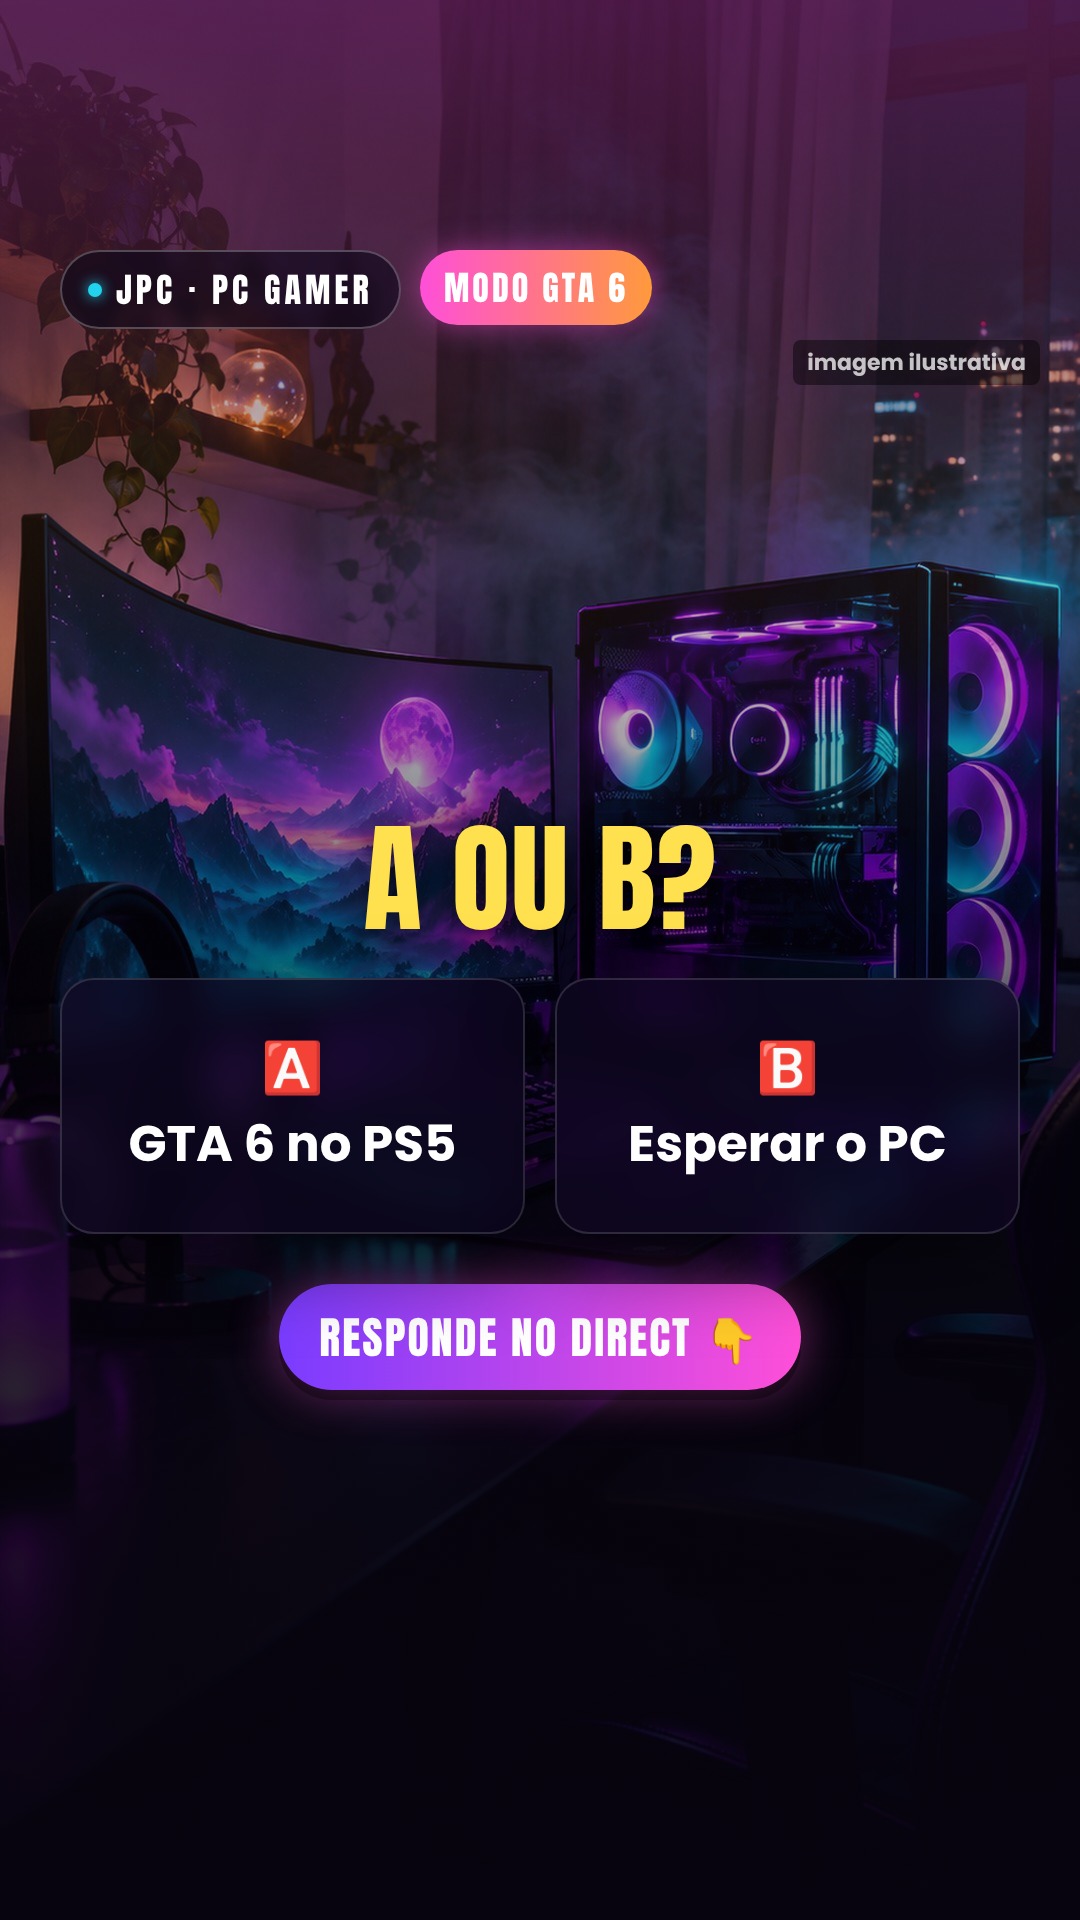 JPC · PC GAMER
MODO GTA 6
imagem ilustrativa
A OU B?
🅰️
GTA 6 no PS5
🅱️
Esperar o PC
RESPONDE NO DIRECT 👇